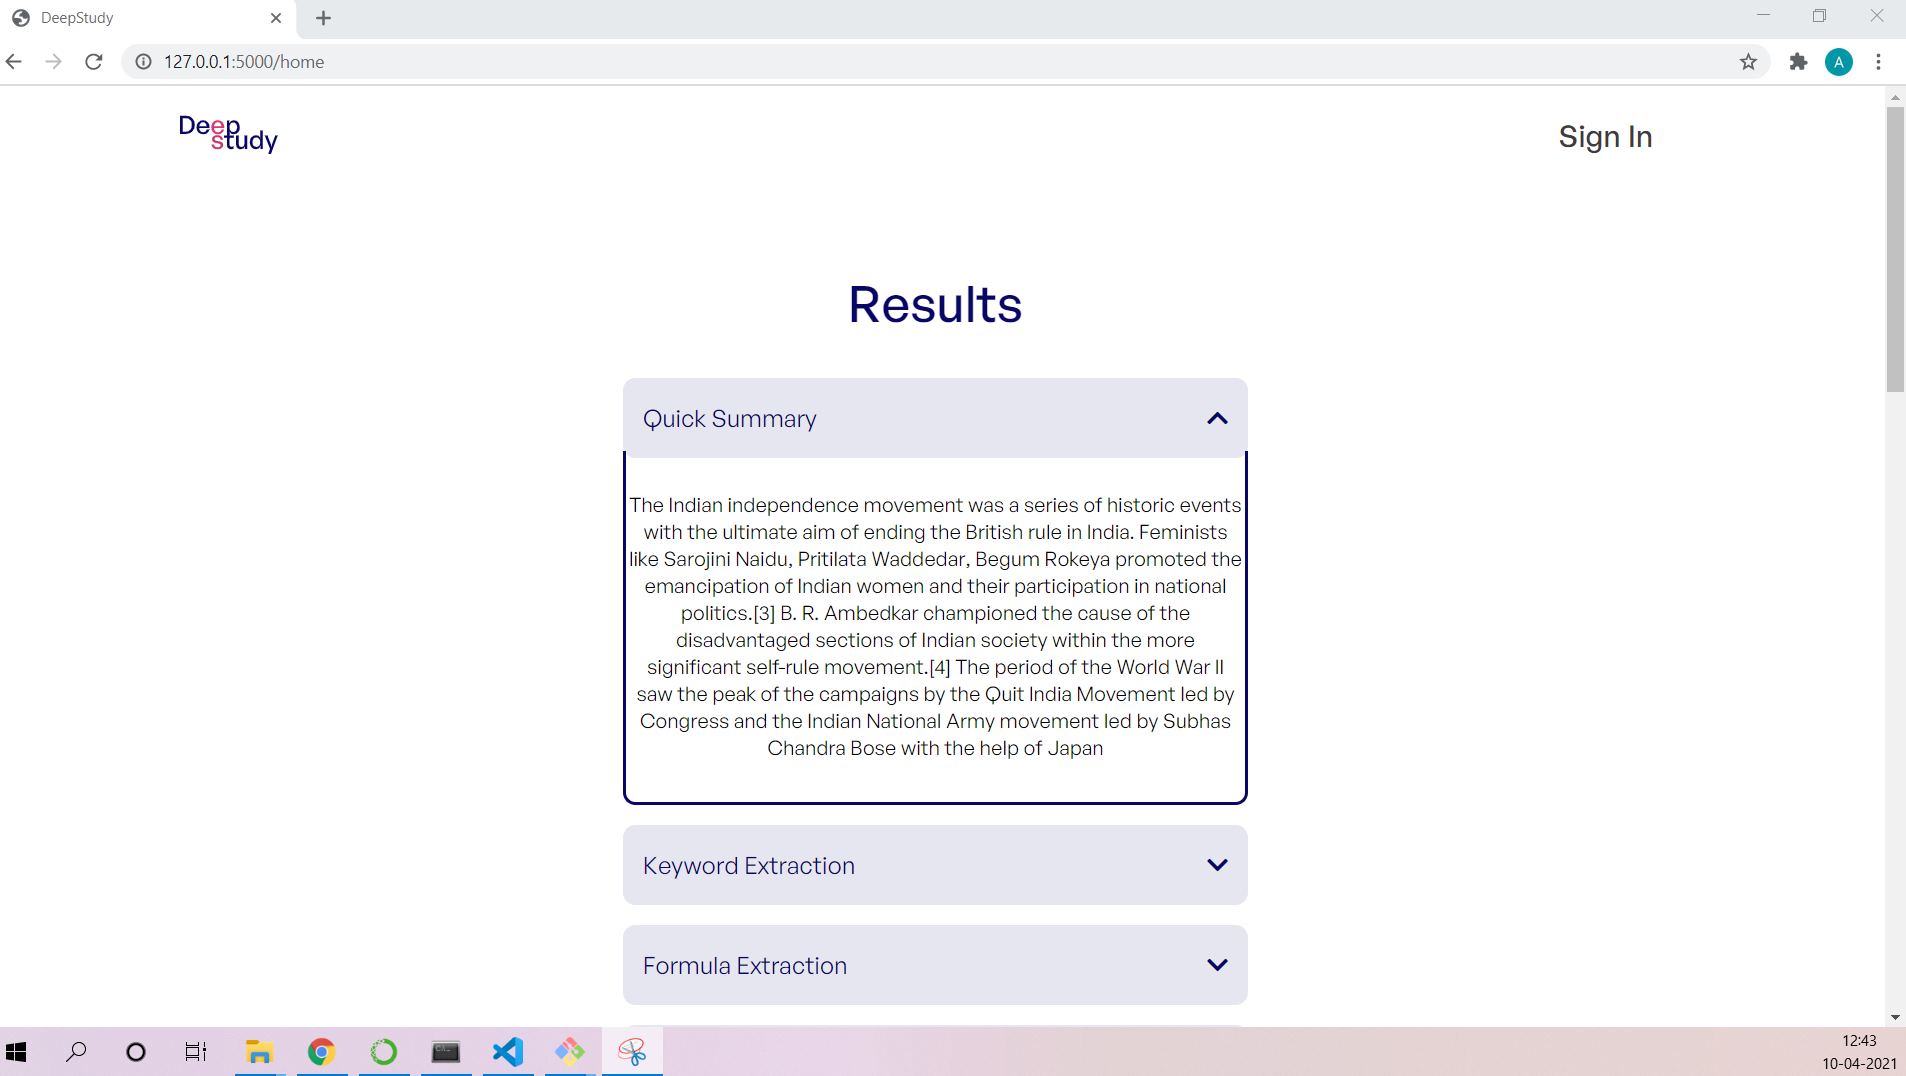 DeepStudy
127.0.0.1:5000/home
Deep
study
Sign In
Results
Quick Summary
The Indian independence movement was a series of historic events
with the ultimate aim of ending the British rule in India. Feminists
like Sarojini Naidu, Pritilata Waddedar, Begum Rokeya promoted the
emancipation of Indian women and their participation in national
politics.[3] B. R. Ambedkar championed the cause of the
disadvantaged sections of Indian society within the more
significant self-rule movement.[4] The period of the World War II
saw the peak of the campaigns by the Quit India Movement led by
Congress and the Indian National Army movement led by Subhas
Chandra Bose with the help of Japan
Keyword Extraction
Formula Extraction
A
12:43
10-04-2021